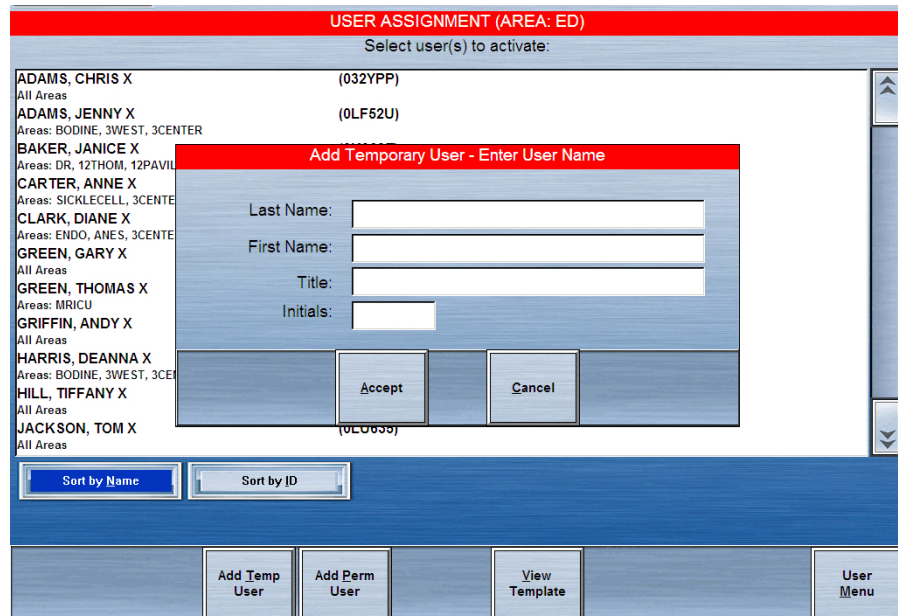 USER ASSIGNMENT (AREA: ED)
Select user(s) to activate:
ADAMS, CHRIS X (032YPP)
All Areas
ADAMS, JENNY X (0LF52U)
Areas: BODINE, 3WEST, 3CENTER
BAKER, JANICE X
Areas: DR, 12THOM, 12PAVIL
CARTER, ANNE X
Areas: SICKLECELL, 3CENTE
CLARK, DIANE X
Areas: ENDO, ANES, 3CENTE
GREEN, GARY X
All Areas
GREEN, THOMAS X
Areas: MRICU
GRIFFIN, ANDY X
All Areas
HARRIS, DEANNA X
Areas: BODINE, 3WEST, 3CE
HILL, TIFFANY X
All Areas
JACKSON, TOM X (0LU635)
All Areas
Add Temporary User - Enter User Name
Last Name:
First Name:
Title:
Initials:
Accept Cancel
Sort by Name Sort by ID
Add Temp User
Add Perm User
View Template
User Menu